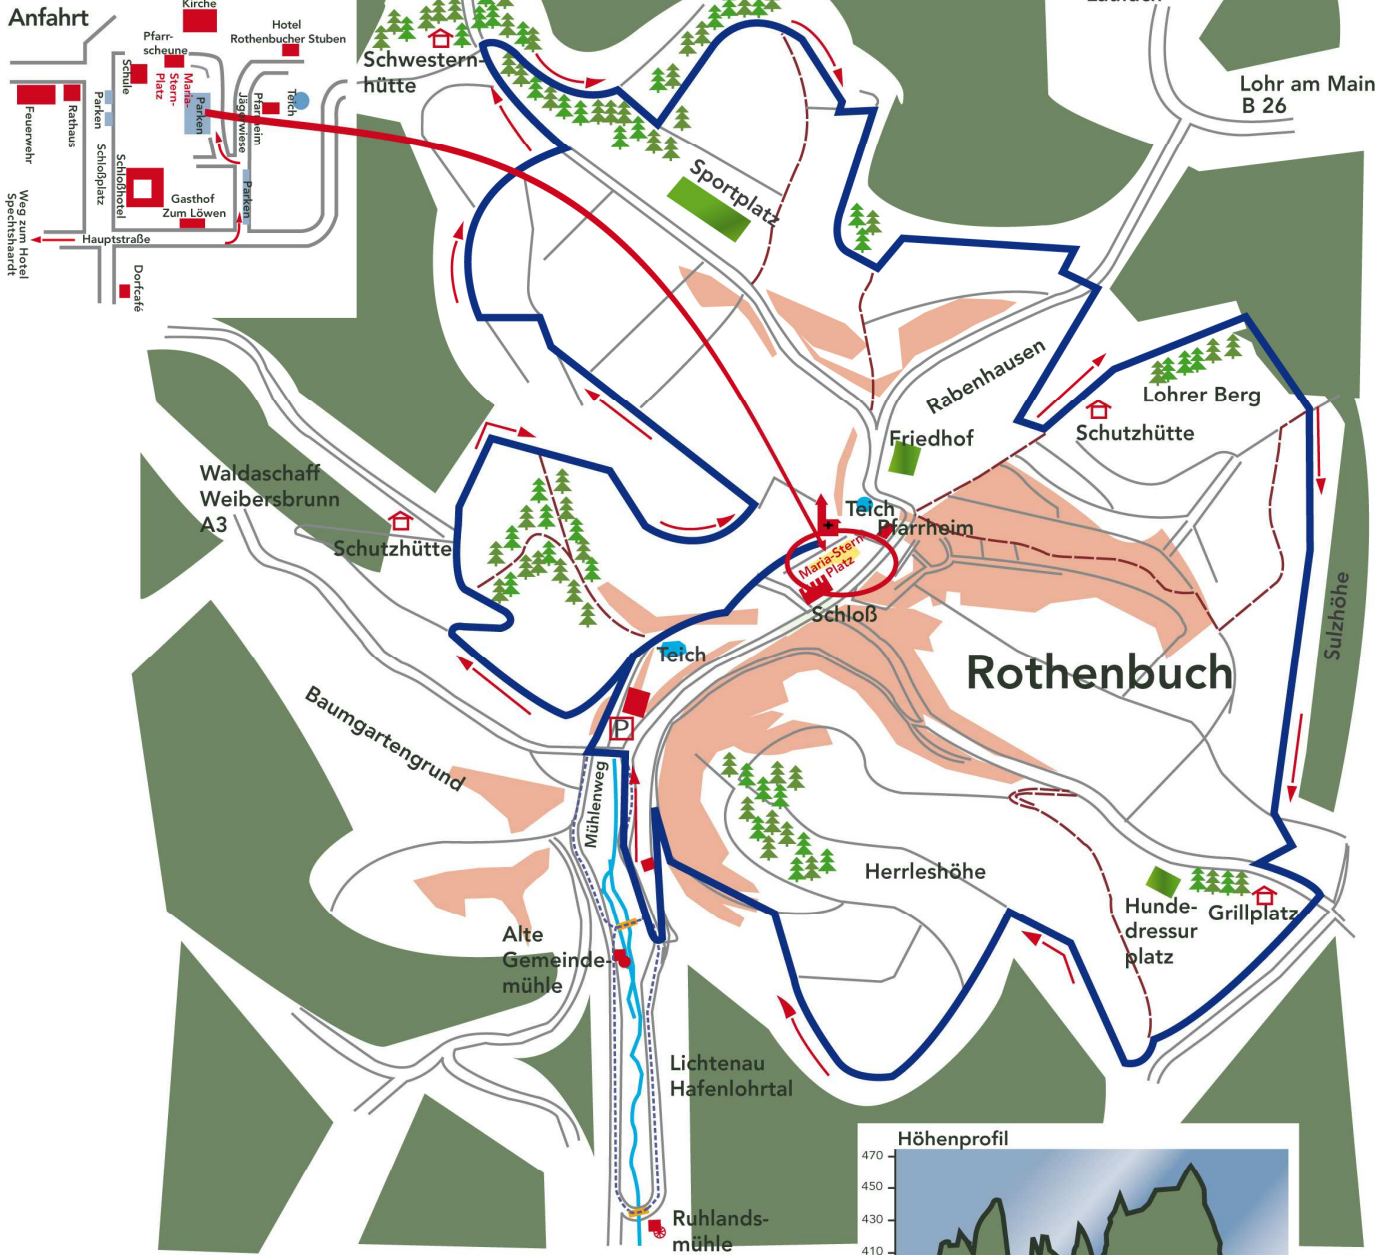 Anfahrt
Kirche
Hotel
Rothenbucher Stuben
Pfarr-
scheune
Schule
Maria-
Stern-
Platz
Parken
Parken
Jägerwiese
Pfarrheim
Teich
Feuerwehr
Rathaus
Schloßplatz
Schloßhotel
Parken
Gasthof
Zum Löwen
Hauptstraße
Weg zum Hotel
Spechtshaardt
Dorfcafé
Schwestern-
hütte
Lohr am Main
B 26
Sportplatz
Rabenhausen
Lohrer Berg
Schutzhütte
Friedhof
Waldaschaff
Weibersbrunn
A3
Schutzhütte
Teich
Pfarrheim
Maria-Stern-
Platz
Schloß
Sulzhöhe
Teich
Rothenbuch
Baumgartengrund
P
Mühlenweg
Herrleshöhe
Hunde-
dressur
platz
Grillplatz
Alte
Gemeinde-
mühle
Lichtenau
Hafenlohrtal
Ruhlands-
mühle
Höhenprofil
470
450
430
410